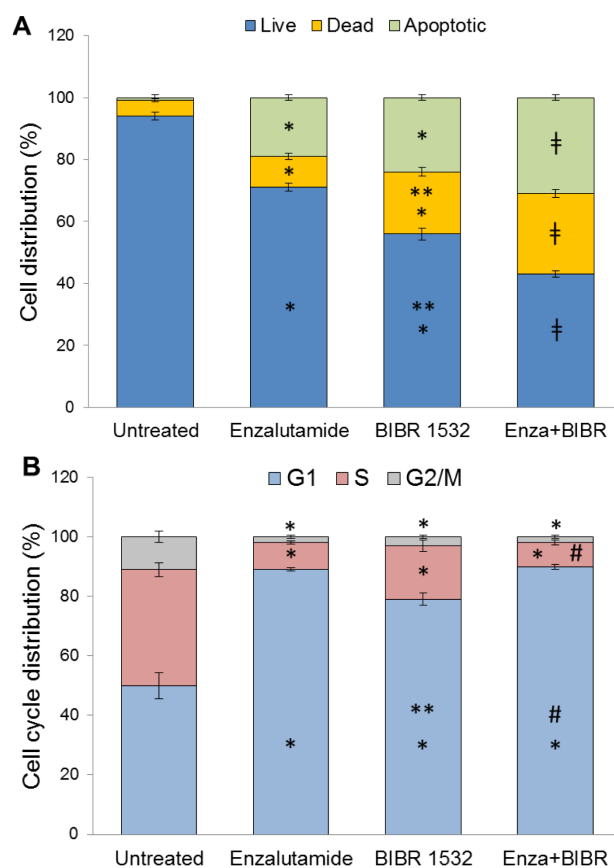 A
Live Dead Apoptotic
Cell distribution (%)
120
100
80
60
40
20
0
* * *
* ** * ǂ
* ** * ǂ
ǂ
Untreated Enzalutamide BIBR 1532 Enza+BIBR
B
G1 S G2/M
Cell cycle distribution (%)
120
100
80
60
40
20
0
* * *
* * * #
** #
* * *
Untreated Enzalutamide BIBR 1532 Enza+BIBR